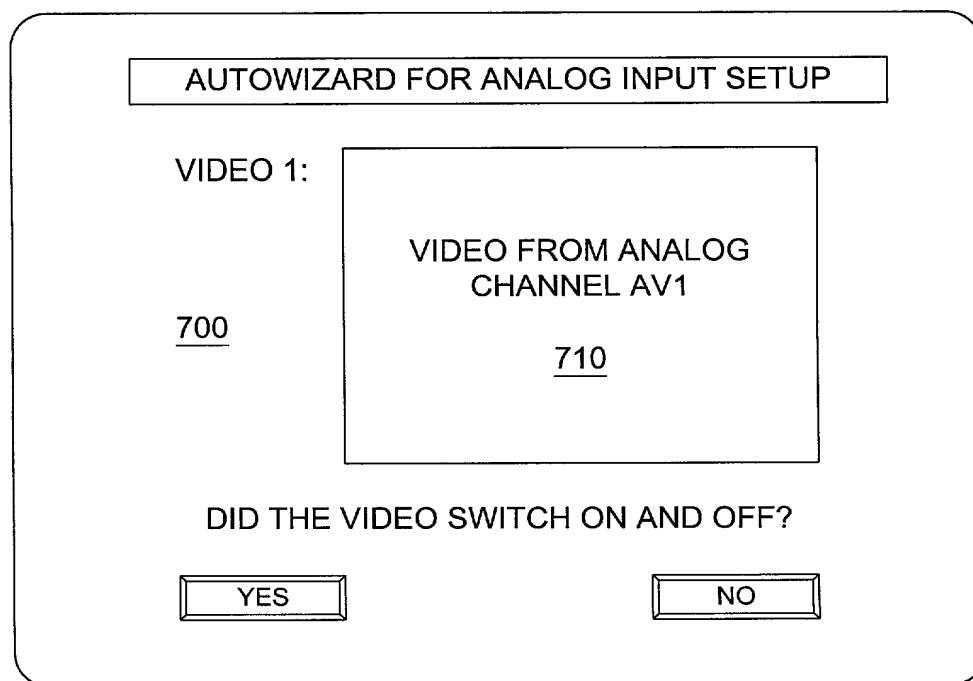 AUTOWIZARD FOR ANALOG INPUT SETUP
VIDEO 1:
VIDEO FROM ANALOG
CHANNEL AV1
700
710
DID THE VIDEO SWITCH ON AND OFF?
YES
NO